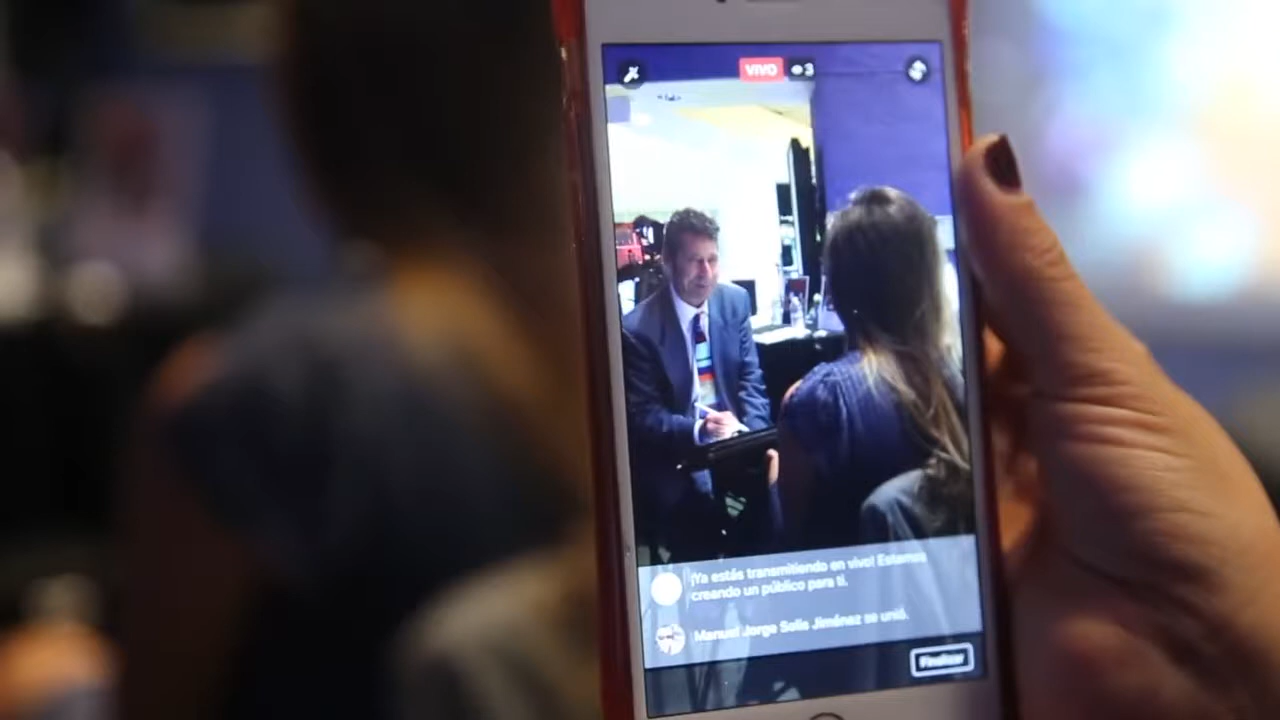 VIVO 3
¡Ya estás transmitiendo en vivo! Estamos
creando un público para ti.
Manuel Jorge Solis Jiménez se unió.
Finalizar